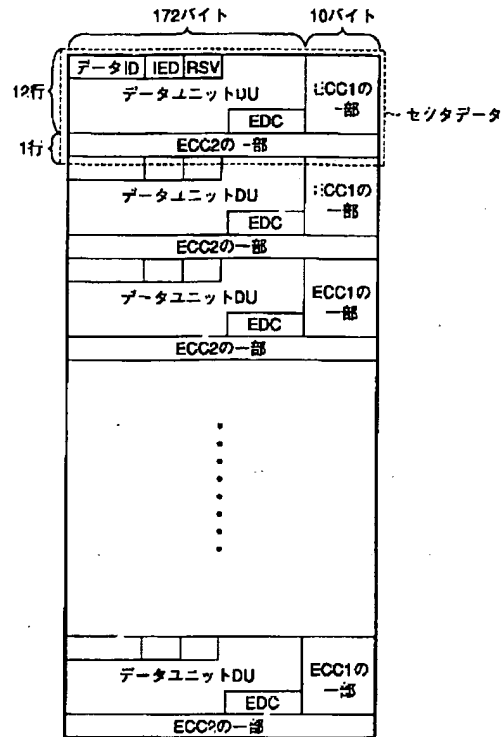 172バイト 10バイト
データID IED RSV
12行
データユニットDU
ECC1の
一部
EDC
セクタデータ
1行
ECC2の一部
データユニットDU
ECC1の
一部
EDC
ECC2の一部
データユニットDU
ECC1の
一部
EDC
ECC2の一部
データユニットDU
ECC1の
一部
EDC
ECC2の一部